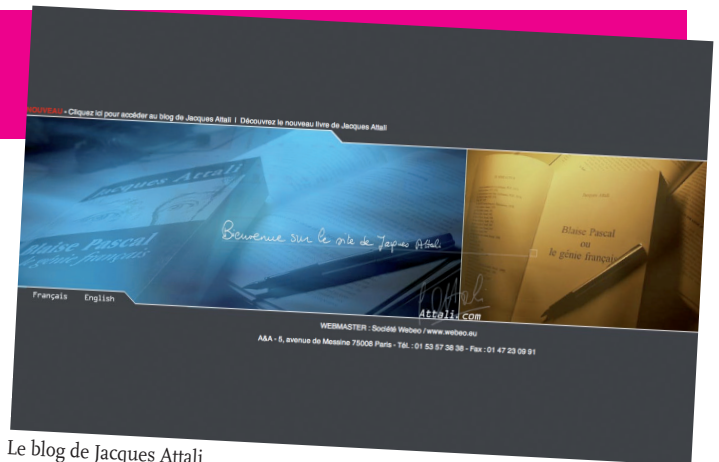 NOUVEAU - Cliquez ici pour accéder au blog de Jacques Attali | Découvrez le nouveau livre de Jacques Attali
Jacques Attali
Blaise Pascal
ou le génie français
Bienvenue sur le site de Jacques Attali
Blaise Pascal
ou
le génie français
Attali.com
Français English
WEBMASTER : Société Webeo / www.webeo.eu
A&A - 5, avenue de Messine 75008 Paris - Tél. : 01 53 57 38 38 - Fax : 01 47 23 09 91
Le blog de Jacques Attali